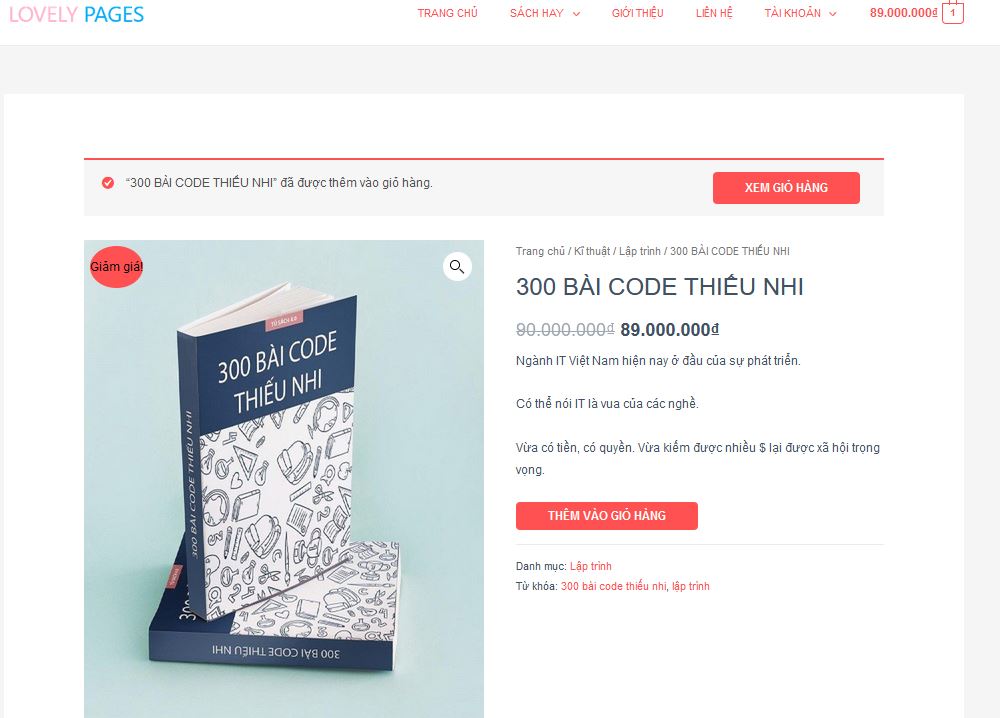 LOVELY PAGES
TRANG CHỦ
SÁCH HAY
GIỚI THIỆU
LIÊN HỆ
TÀI KHOẢN
89.000.000₫
1
“300 BÀI CODE THIẾU NHI” đã được thêm vào giỏ hàng.
XEM GIỎ HÀNG
Giảm giá!
TỦ SÁCH 4.0
300 BÀI CODE
THIẾU NHI
300 BÀI CODE THIẾU NHI
300 BÀI CODE THIẾU NHI
Trang chủ / Kĩ thuật / Lập trình / 300 BÀI CODE THIẾU NHI
300 BÀI CODE THIẾU NHI
90.000.000₫ 89.000.000₫
Ngành IT Việt Nam hiện nay ở đầu của sự phát triển.
Có thể nói IT là vua của các nghề.
Vừa có tiền, có quyền. Vừa kiếm được nhiều $ lại được xã hội trọng
vọng.
THÊM VÀO GIỎ HÀNG
Danh mục: Lập trình
Từ khóa: 300 bài code thiếu nhi, lập trình